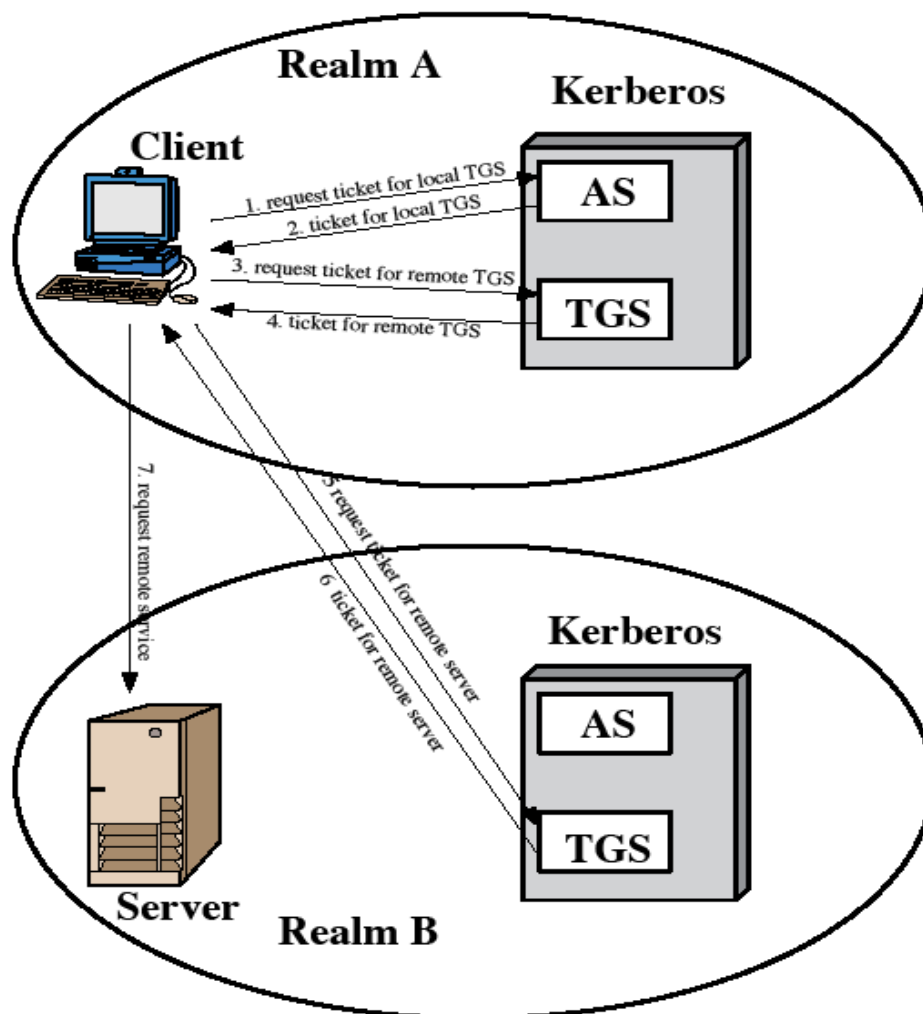 Realm A
Kerberos
Client
AS
1. request ticket for local TGS
2. ticket for local TGS
3. request ticket for remote TGS
TGS
4. ticket for remote TGS
7. request remote service
5 request ticket for remote server
6 ticket for remote server
Kerberos
AS
TGS
Server
Realm B